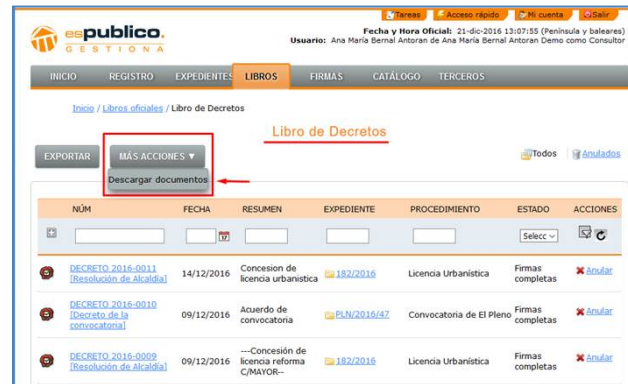 Tareas Acceso rápido Mi cuenta Salir
espublico.
GESTIONA
Fecha y Hora Oficial: 21-dic-2016 13:07:55 (Península y baleares)
Usuario: Ana María Bernal Antoran de Ana María Bernal Antoran Demo como Consultor
INICIO REGISTRO EXPEDIENTES LIBROS FIRMAS CATÁLOGO TERCEROS
Inicio / Libros oficiales / Libro de Decretos
Libro de Decretos
EXPORTAR MÁS ACCIONES ▼ Todos Anulados
Descargar documentos
NÚM FECHA RESUMEN EXPEDIENTE PROCEDIMIENTO ESTADO ACCIONES
Selecc
DECRETO 2016-0011 [Resolución de Alcaldía] 14/12/2016 Concesion de licencia urbanistica 182/2016 Licencia Urbanística Firmas completas Anular
DECRETO 2016-0010 [Decreto de la convocatoria] 09/12/2016 Acuerdo de convocatoria PLN/2016/47 Convocatoria de El Pleno Firmas completas Anular
DECRETO 2016-0009 [Resolución de Alcaldía] 09/12/2016 ---Concesión de licencia reforma C/MAYOR-- 182/2016 Licencia Urbanística Firmas completas Anular